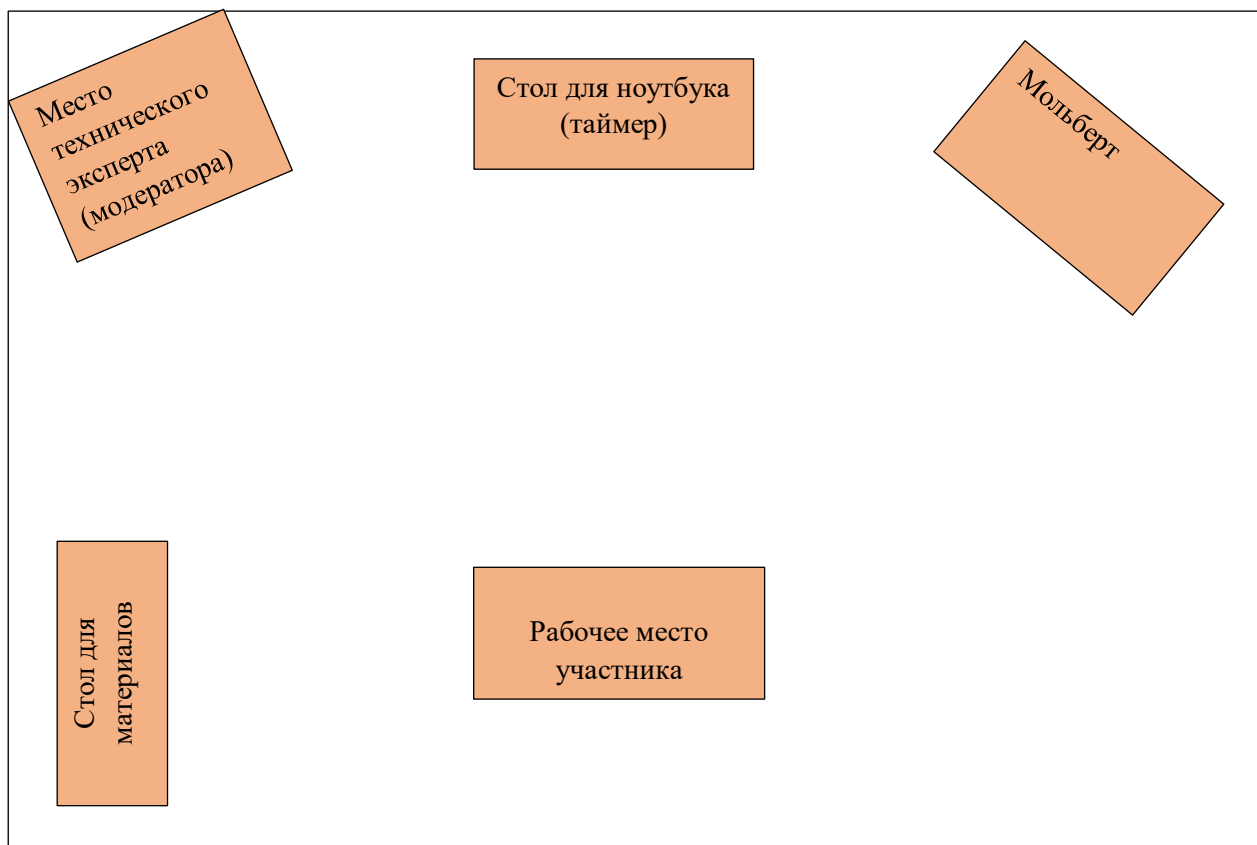 Место
технического
эксперта
(модератора)
Стол для ноутбука
(таймер)
Мольберт
Стол для
материалов
Рабочее место
участника